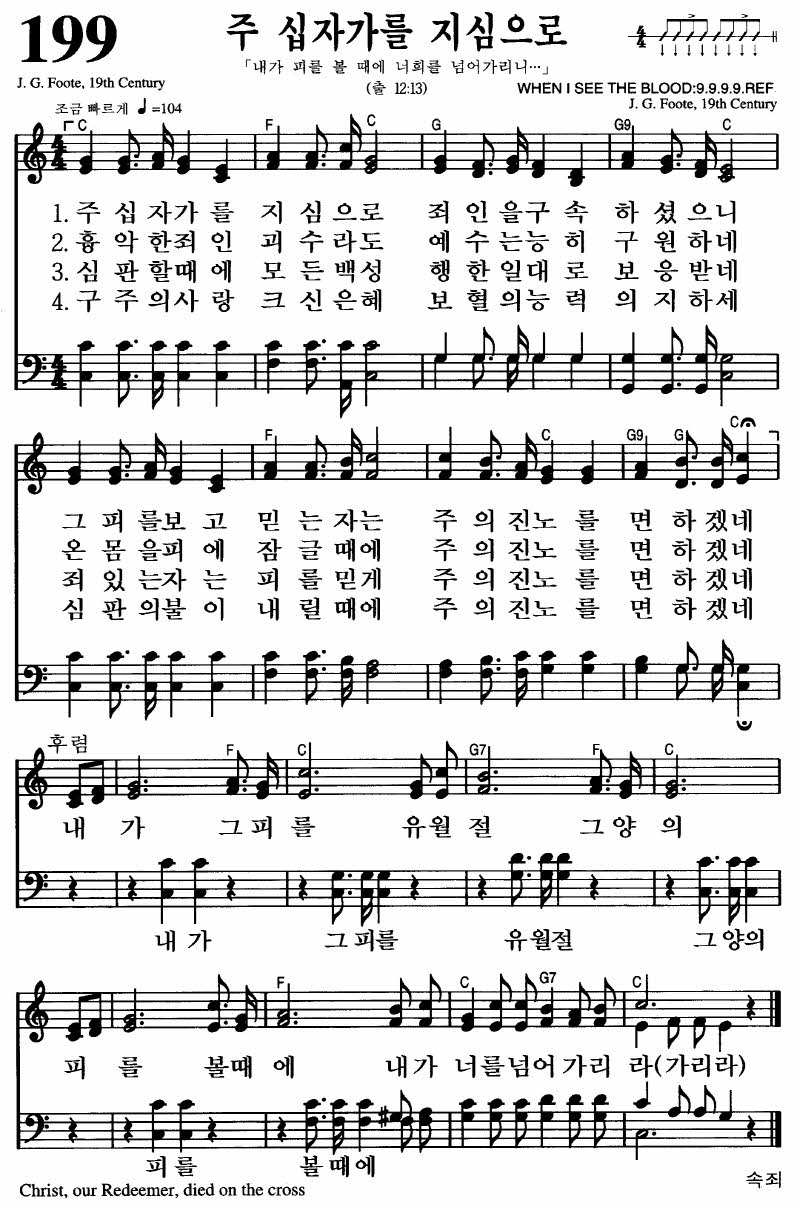 199
주 십자가를 지심으로
「내가 피를 볼 때에 너희를 넘어가리니…」
(출 12:13)
J. G. Foote, 19th Century
WHEN I SEE THE BLOOD:9.9.9.9.REF.
J. G. Foote, 19th Century
조금 빠르게 ♩=104
C F C G G9 C
4/4
1. 주 십자가를 지심으로 죄인을구속하셨으니
2. 흉악한죄인 괴수라도 예수는능히 구원하네
3. 심판할때에 모든백성 행한일대로 보응받네
4. 구주의사랑 크신은혜 보혈의능력 의지하세
4/4
F C G9 G C
그 피를보고 믿는자는 주의진노를 면하겠네
온 몸을피에 잠글때에 주의진노를 면하겠네
죄있는자는 피를믿게 주의진노를 면하겠네
심판의불이 내릴때에 주의진노를 면하겠네
후렴
F C G7 F C
내가 그피를 유월절 그양의
내가 그피를 유월절 그양의
F C G7 C
피를 볼때에 내가 너를넘어가리라(가리라)
피를 볼때에
Christ, our Redeemer, died on the cross
속죄